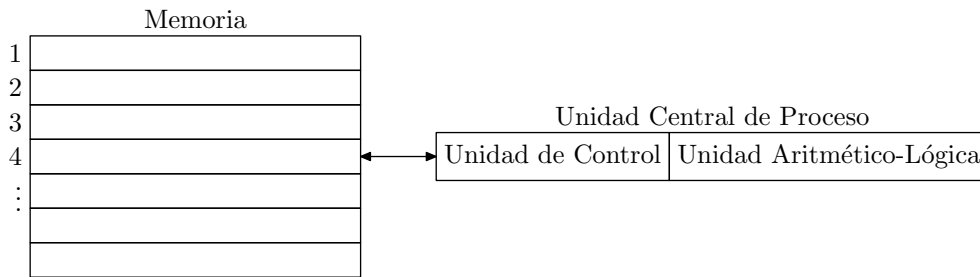 Memoria
1
2
3
4
⋮
Unidad Central de Proceso
Unidad de Control Unidad Aritmético-Lógica